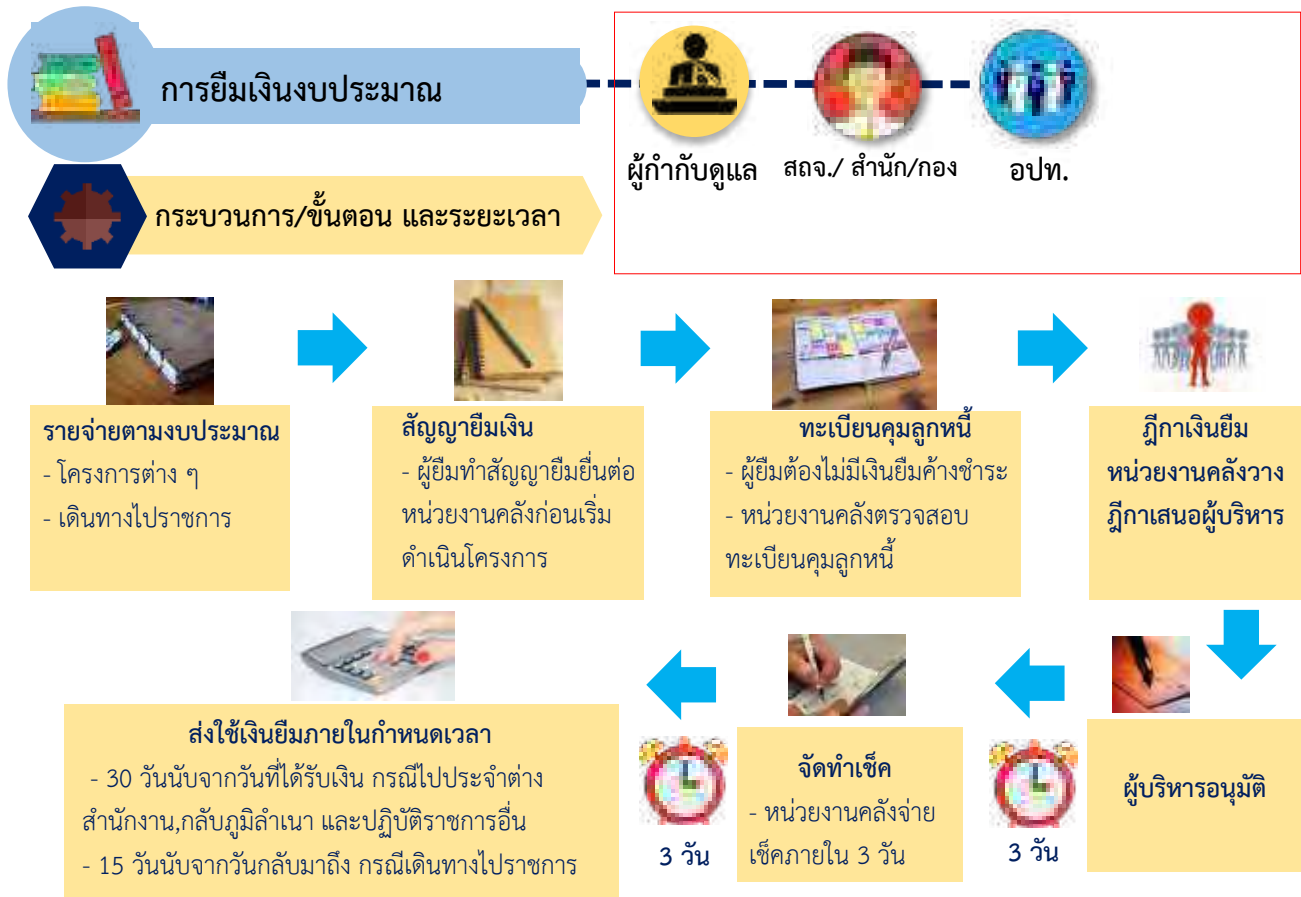 การยืมเงินงบประมาณ
ผู้กำกับดูแล
สถจ./ สำนัก/กอง
อปท.
กระบวนการ/ขั้นตอน และระยะเวลา
รายจ่ายตามงบประมาณ
- โครงการต่าง ๆ
- เดินทางไปราชการ
สัญญายืมเงิน
- ผู้ยืมทำสัญญายืมยื่นต่อ
หน่วยงานคลังก่อนเริ่ม
ดำเนินโครงการ
ทะเบียนคุมลูกหนี้
- ผู้ยืมต้องไม่มีเงินยืมค้างชำระ
- หน่วยงานคลังตรวจสอบ
ทะเบียนคุมลูกหนี้
ฎีกาเงินยืม
หน่วยงานคลังวาง
ฎีกาเสนอผู้บริหาร
ผู้บริหารอนุมัติ
3 วัน
จัดทำเช็ค
- หน่วยงานคลังจ่าย
เช็คภายใน 3 วัน
3 วัน
ส่งใช้เงินยืมภายในกำหนดเวลา
- 30 วันนับจากวันที่ได้รับเงิน กรณีไปประจำต่าง
สำนักงาน,กลับภูมิลำเนา และปฏิบัติราชการอื่น
- 15 วันนับจากวันกลับมาถึง กรณีเดินทางไปราชการ